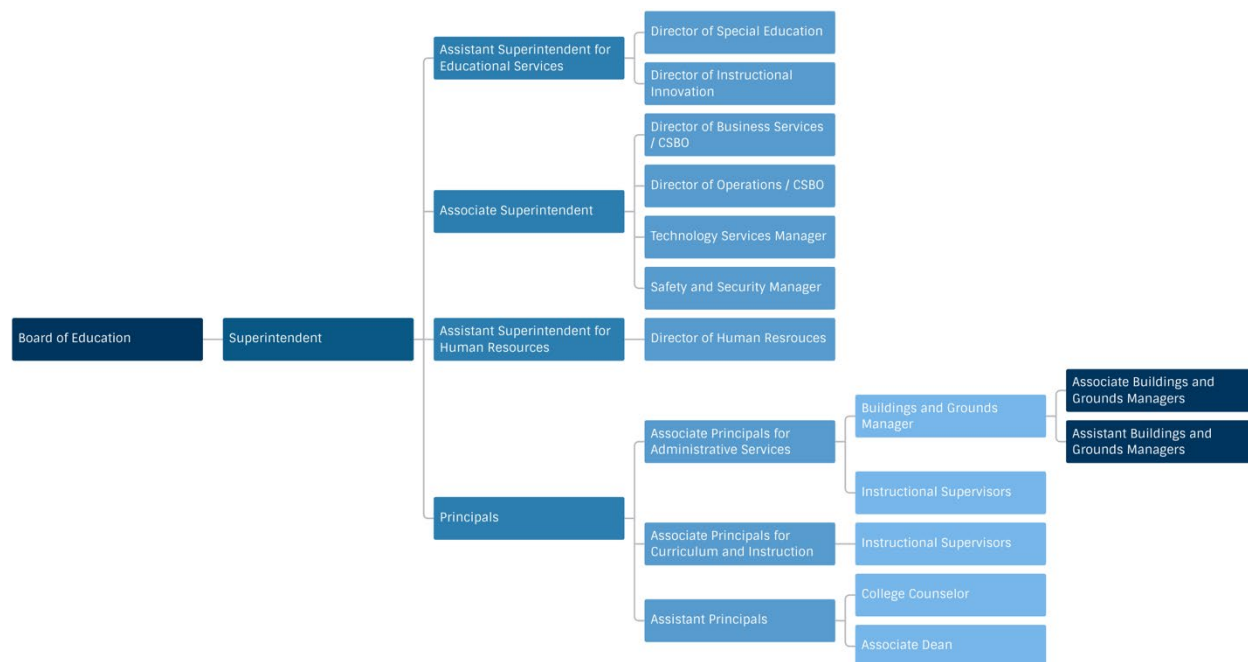 Board of Education
Superintendent
Assistant Superintendent for
Educational Services
Director of Special Education
Director of Instructional
Innovation
Associate Superintendent
Director of Business Services
/ CSBO
Director of Operations / CSBO
Technology Services Manager
Safety and Security Manager
Assistant Superintendent for
Human Resources
Director of Human Resrouces
Principals
Associate Principals for
Administrative Services
Buildings and Grounds
Manager
Associate Buildings and
Grounds Managers
Assistant Buildings and
Grounds Managers
Instructional Supervisors
Associate Principals for
Curriculum and Instruction
Instructional Supervisors
Assistant Principals
College Counselor
Associate Dean